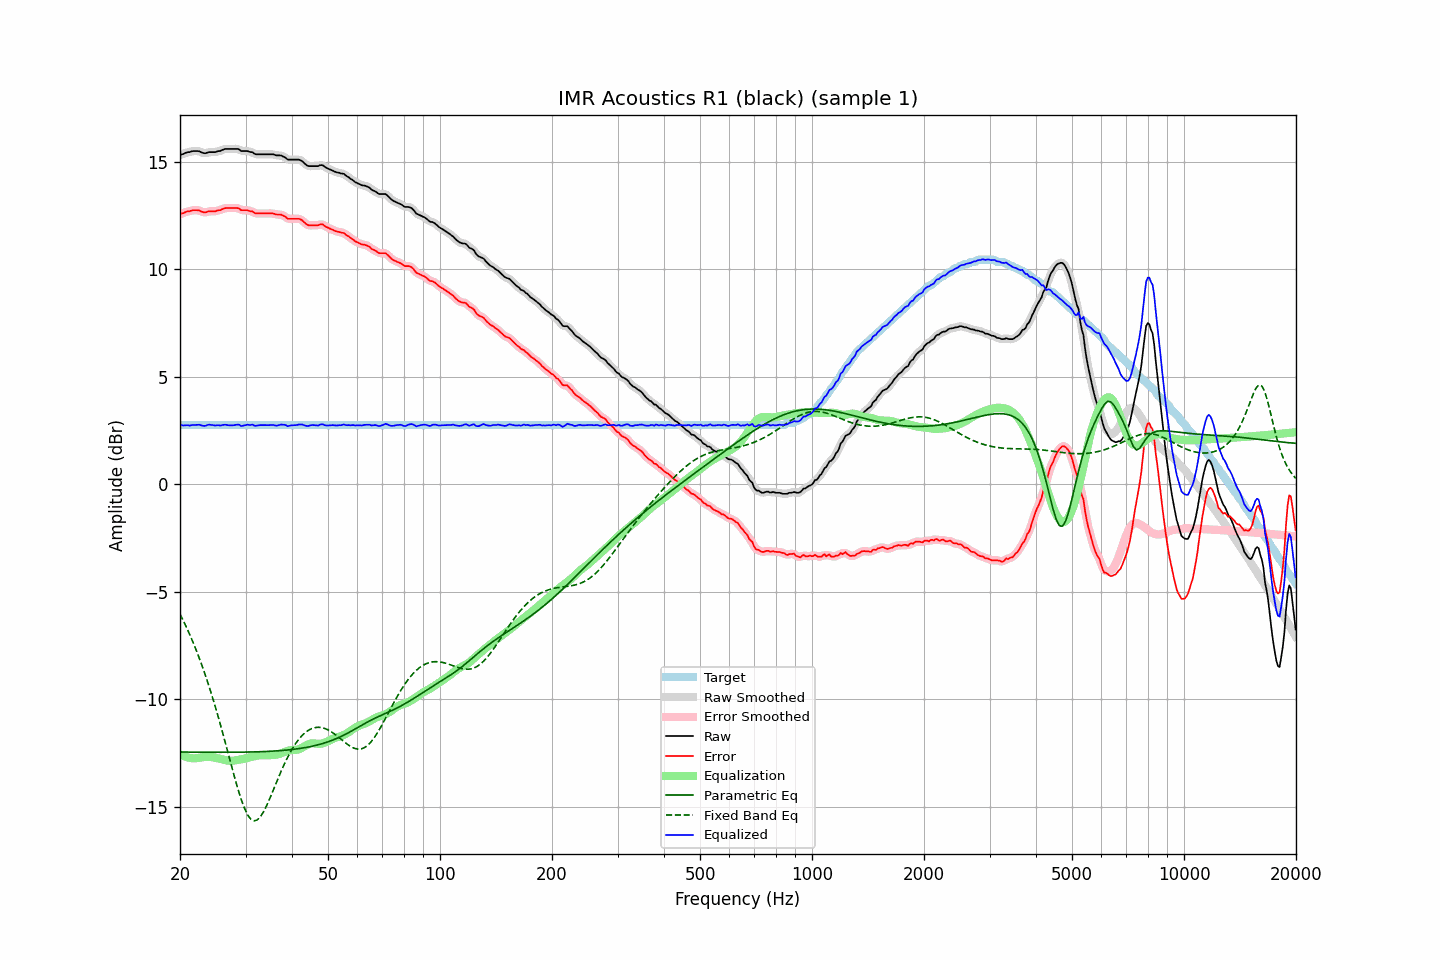 IMR Acoustics R1 (black) (sample 1)
15
10
5
0
−5
−10
−15
Amplitude (dBr)
Target
Raw Smoothed
Error Smoothed
Raw
Error
Equalization
Parametric Eq
Fixed Band Eq
Equalized
20 50 100 200 500 1000 2000 5000 10000 20000
Frequency (Hz)